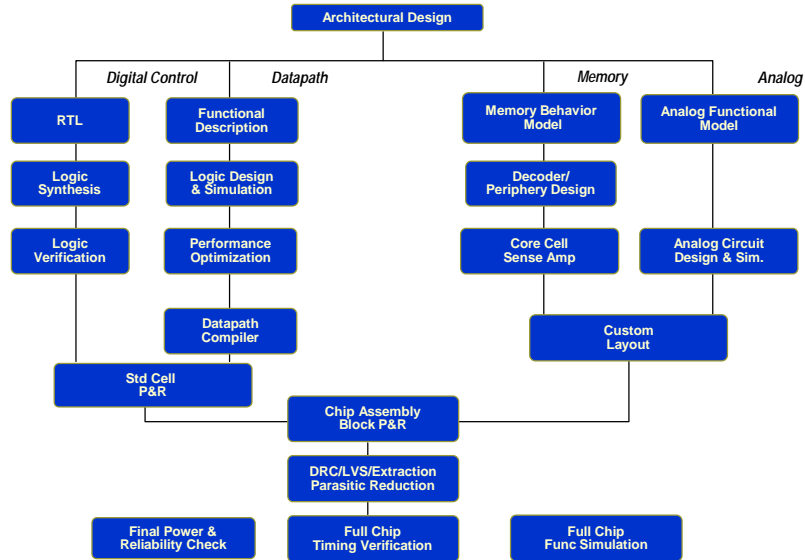 Architectural Design
Digital Control
Datapath
Memory
Analog
RTL
Functional
Description
Memory Behavior
Model
Analog Functional
Model
Logic
Synthesis
Logic Design
& Simulation
Decoder/
Periphery Design
Logic
Verification
Performance
Optimization
Core Cell
Sense Amp
Analog Circuit
Design & Sim.
Datapath
Compiler
Custom
Layout
Std Cell
P&R
Chip Assembly
Block P&R
DRC/LVS/Extraction
Parasitic Reduction
Final Power &
Reliability Check
Full Chip
Timing Verification
Full Chip
Func Simulation